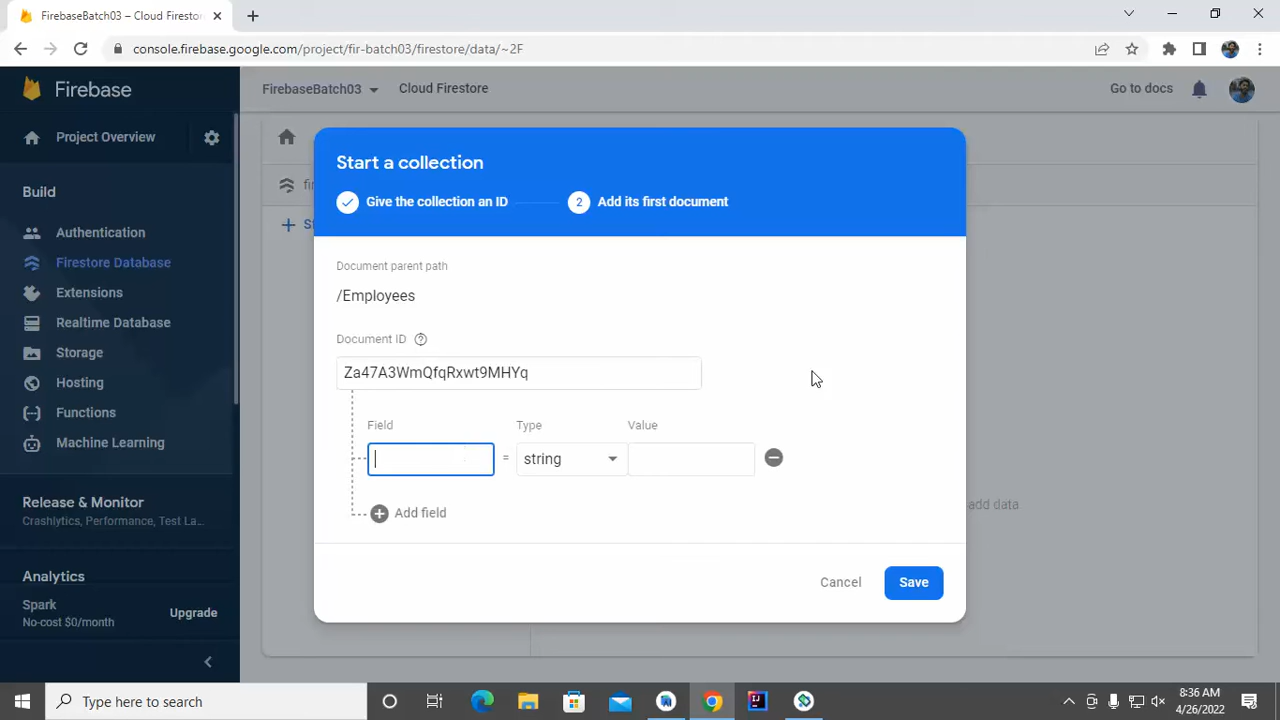 FirebaseBatch03 – Cloud Firestor
console.firebase.google.com/project/fir-batch03/firestore/data/~2F
Firebase
FirebaseBatch03
Cloud Firestore
Go to docs
Project Overview
Build
Authentication
Firestore Database
Extensions
Realtime Database
Storage
Hosting
Functions
Machine Learning
Release & Monitor
Crashlytics, Performance, Test La...
Analytics
Spark
No-cost $0/month
Upgrade
Start a collection
Give the collection an ID
2
Add its first document
Document parent path
/Employees
Document ID
Za47A3WmQfqRxwt9MHYq
Field
Type
Value
=
string
Add field
add data
Cancel
Save
Type here to search
8:36 AM
4/26/2022